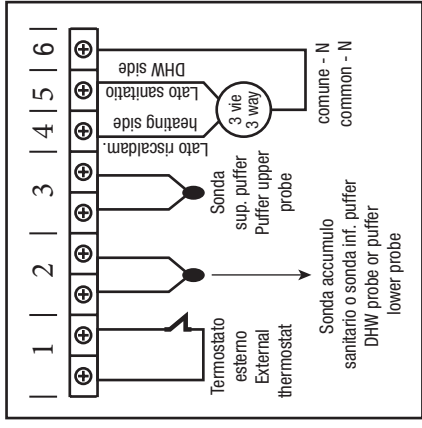 1 2 3 4 5 6
Termostato
esterno
External
thermostat
Sonda accumulo
sanitario o sonda inf. puffer
DHW probe or puffer
lower probe
Sonda
sup. puffer
Puffer upper
probe
Lato riscaldam.
heating side
Lato sanitatio
DHW side
3 vie
3 way
comune - N
common - N